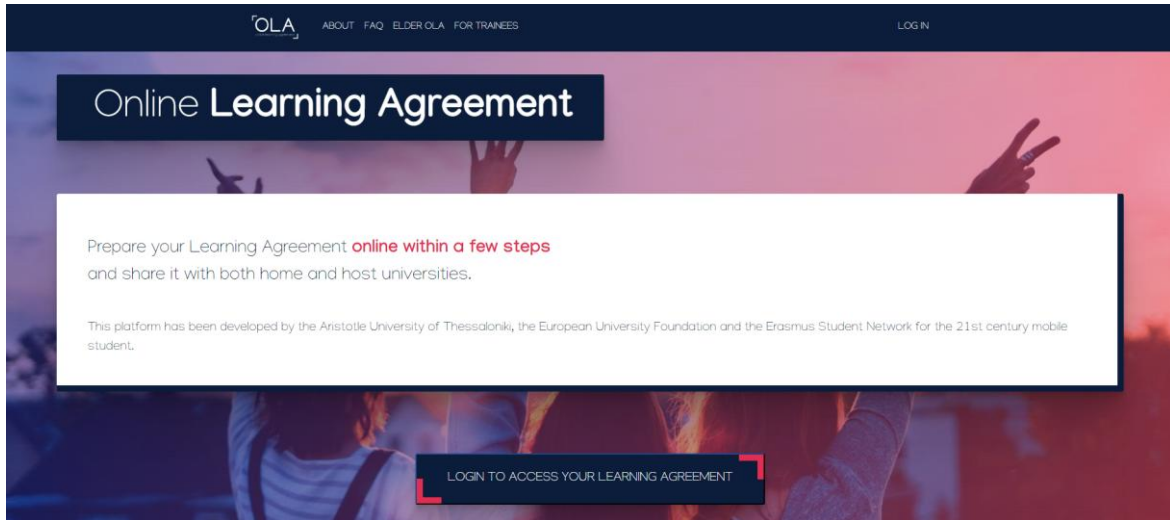 OLA
ABOUT FAQ ELDER OLA FOR TRAINEES
LOG IN
Online Learning Agreement
Prepare your Learning Agreement online within a few steps
and share it with both home and host universities.
This platform has been developed by the Aristotle University of Thessaloniki, the European University Foundation and the Erasmus Student Network for the 21st century mobile
student.
LOGIN TO ACCESS YOUR LEARNING AGREEMENT